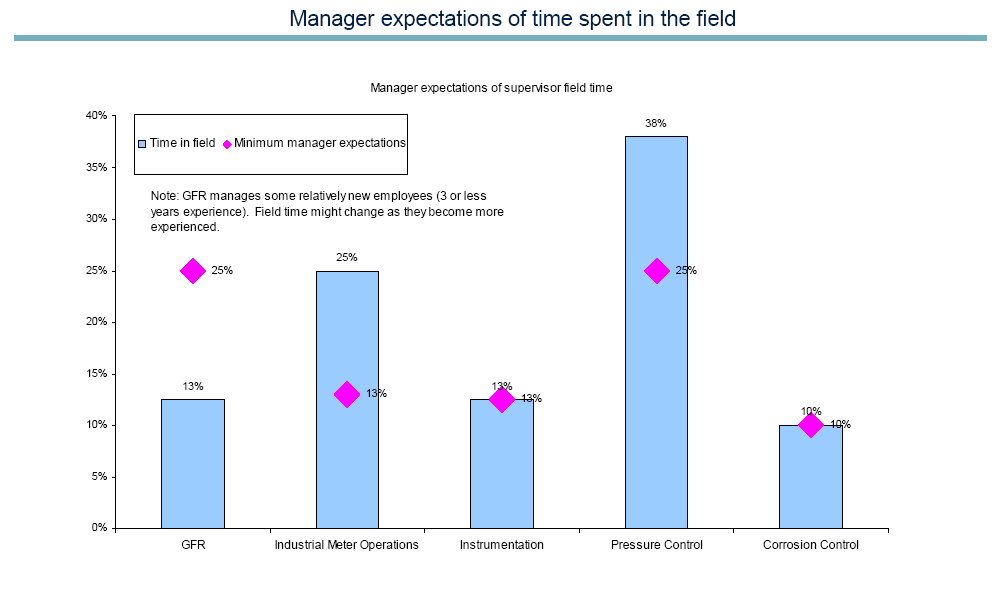 Manager expectations of time spent in the field
Manager expectations of supervisor field time
40%
35%
30%
25%
20%
15%
10%
5%
0%
Time in field
Minimum manager expectations
Note: GFR manages some relatively new employees (3 or less
years experience). Field time might change as they become more
experienced.
25%
13%
25%
13%
13%
13%
38%
25%
10%
10%
GFR
Industrial Meter Operations
Instrumentation
Pressure Control
Corrosion Control